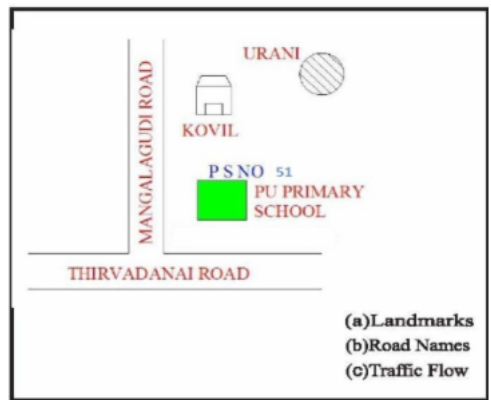 URANI
MANGALAGUDI ROAD
KOVIL
P S NO 51
PU PRIMARY
SCHOOL
THIRVADANAI ROAD
(a)Landmarks
(b)Road Names
(c)Traffic Flow